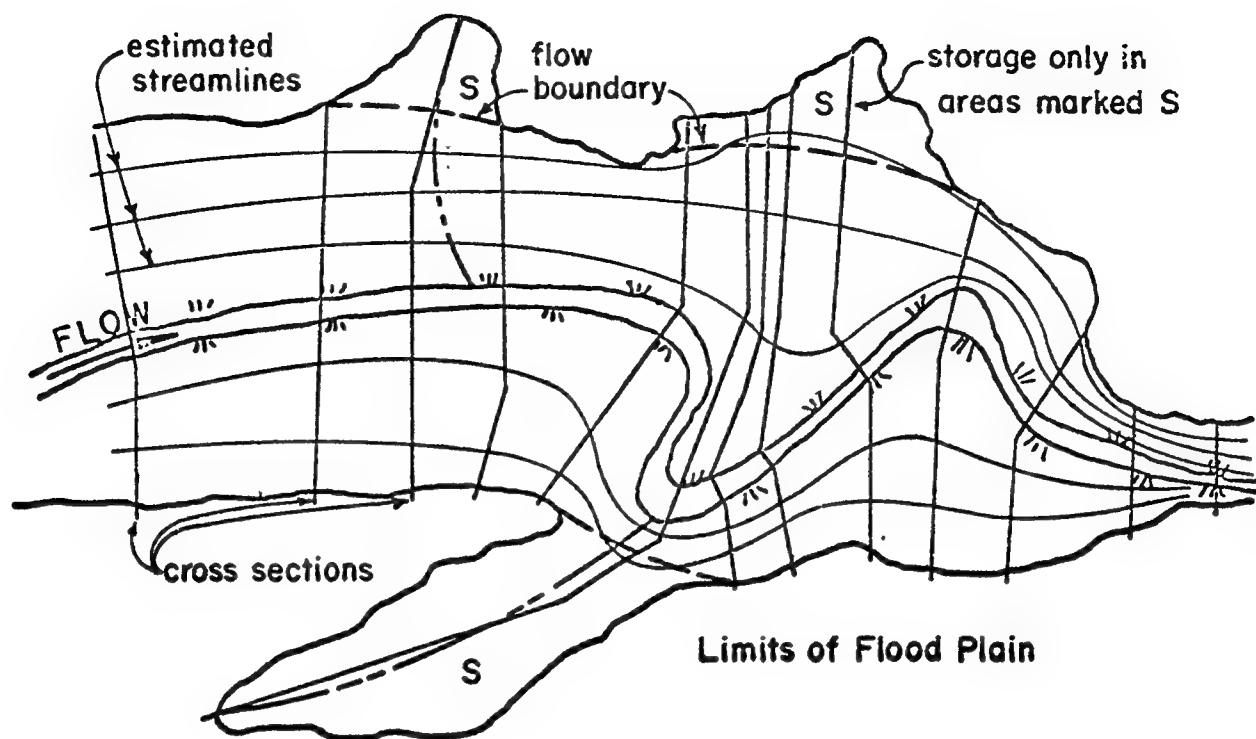 estimated
streamlines
flow
boundary
storage only in
areas marked S
S
S
FLOW
cross sections
Limits of Flood Plain
S